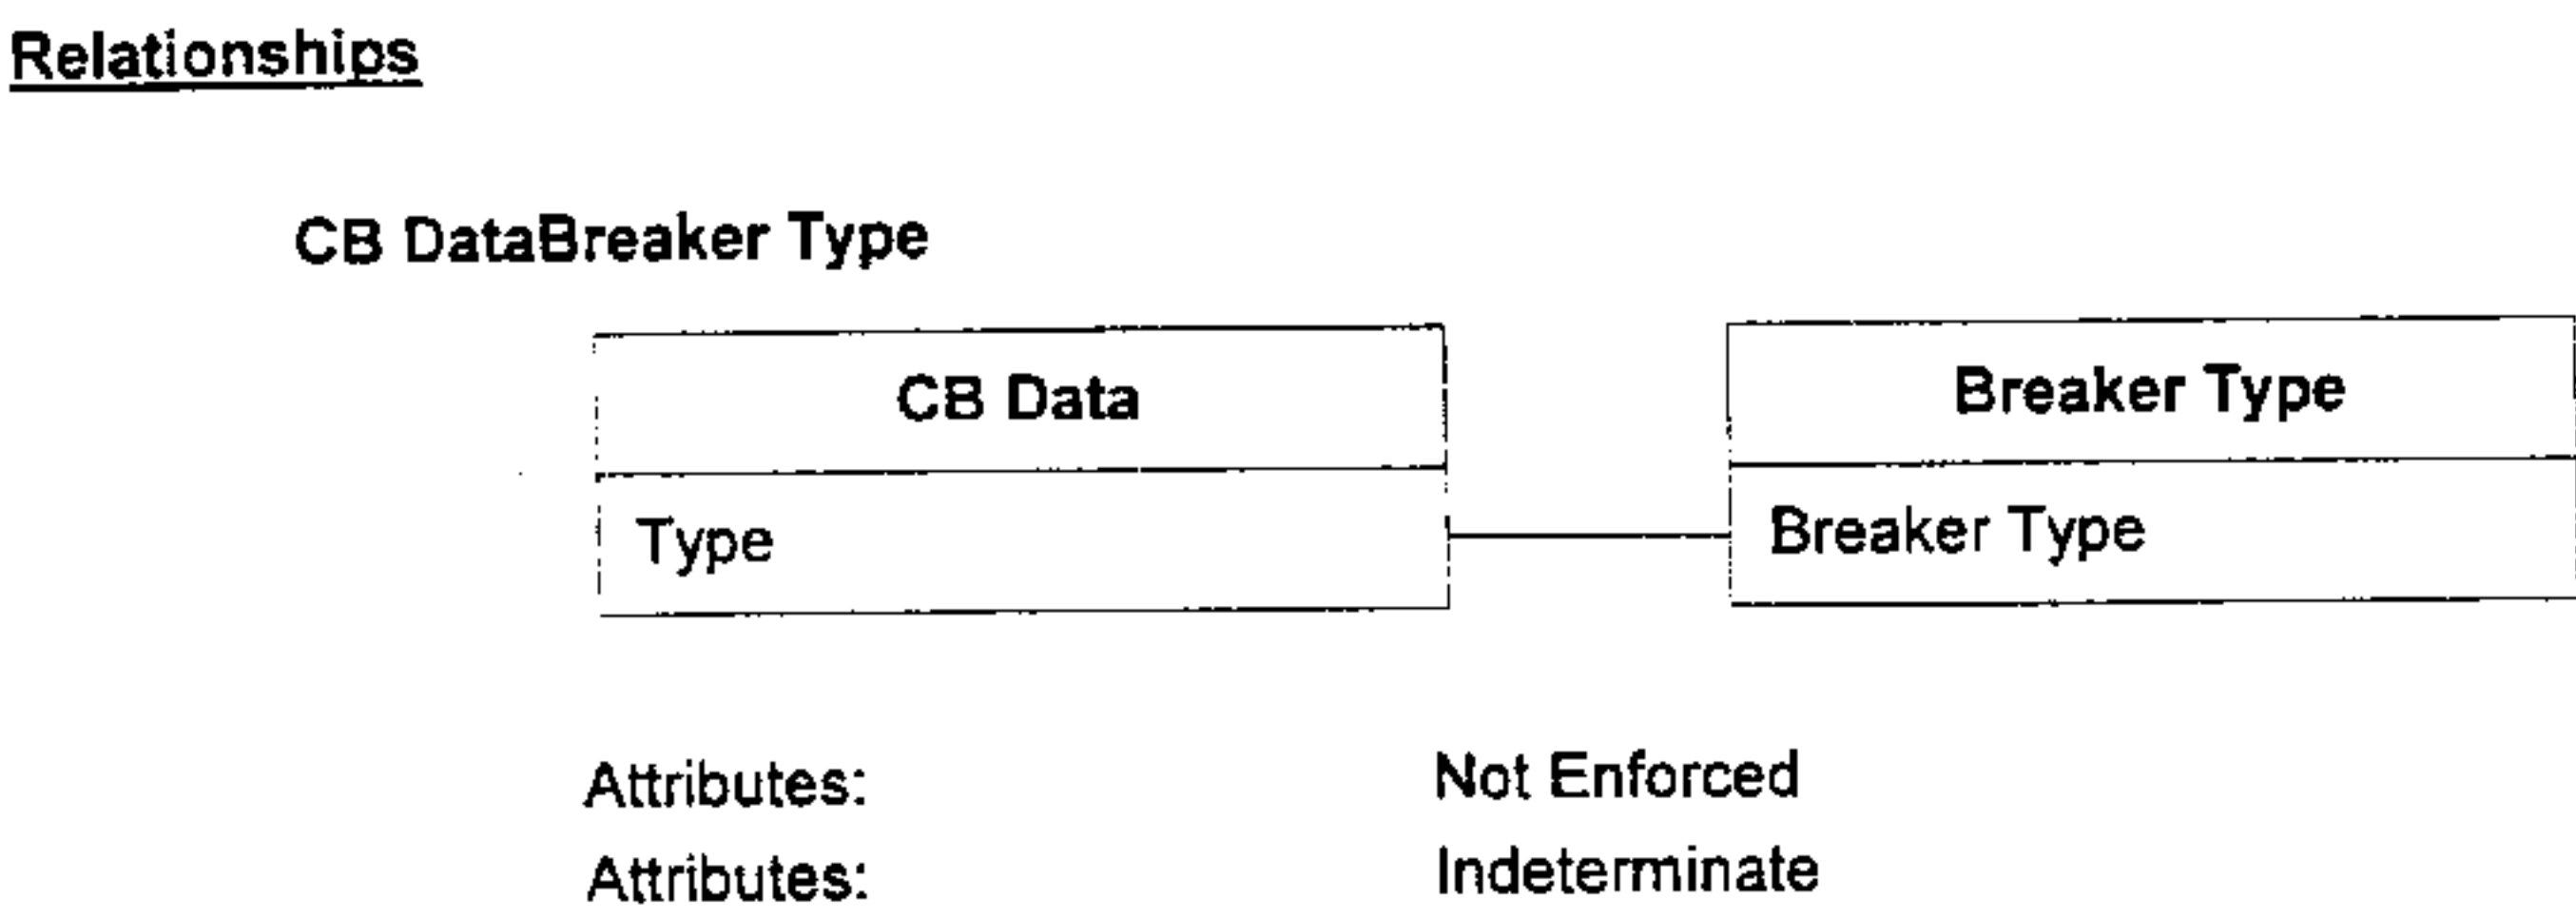 Relationships
CB DataBreaker Type
CB Data
Breaker Type
Type
Breaker Type
Attributes:
Not Enforced
Attributes:
Indeterminate